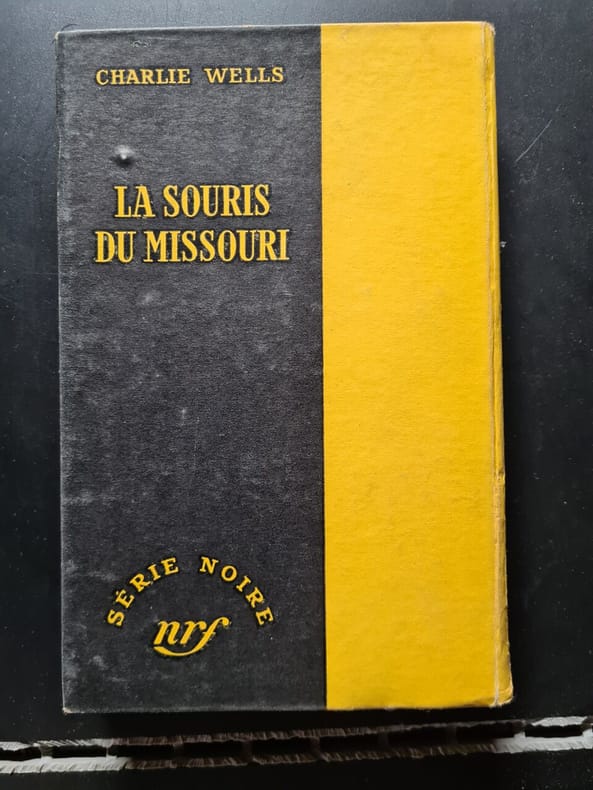 CHARLIE WELLS
LA SOURIS
DU MISSOURI
SÉRIE NOIRE
nrf